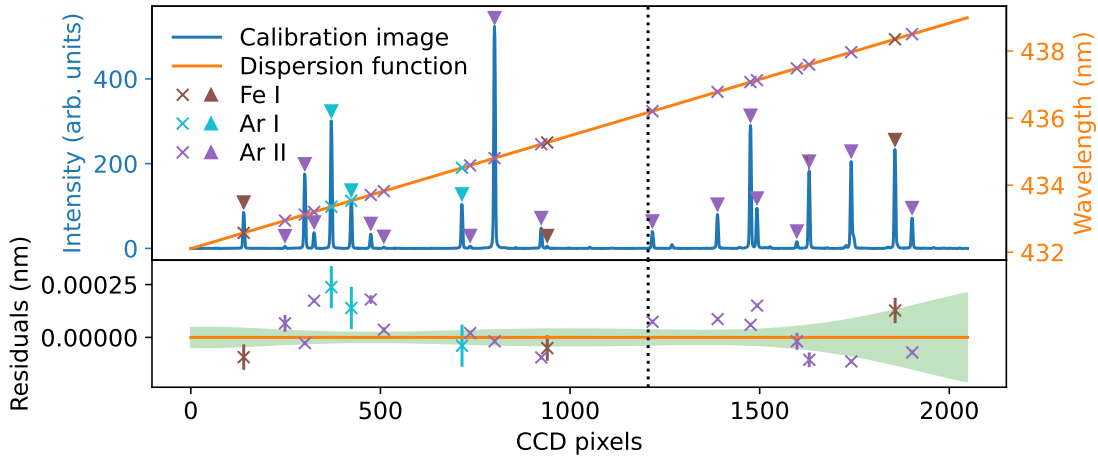 Intensity (arb. units)
400
200
0
Calibration image
Dispersion function
Fe I
Ar I
Ar II
438
436
434
432
Wavelength (nm)
Residuals (nm)
0.00025
0.00000
0
500
1000
1500
2000
CCD pixels